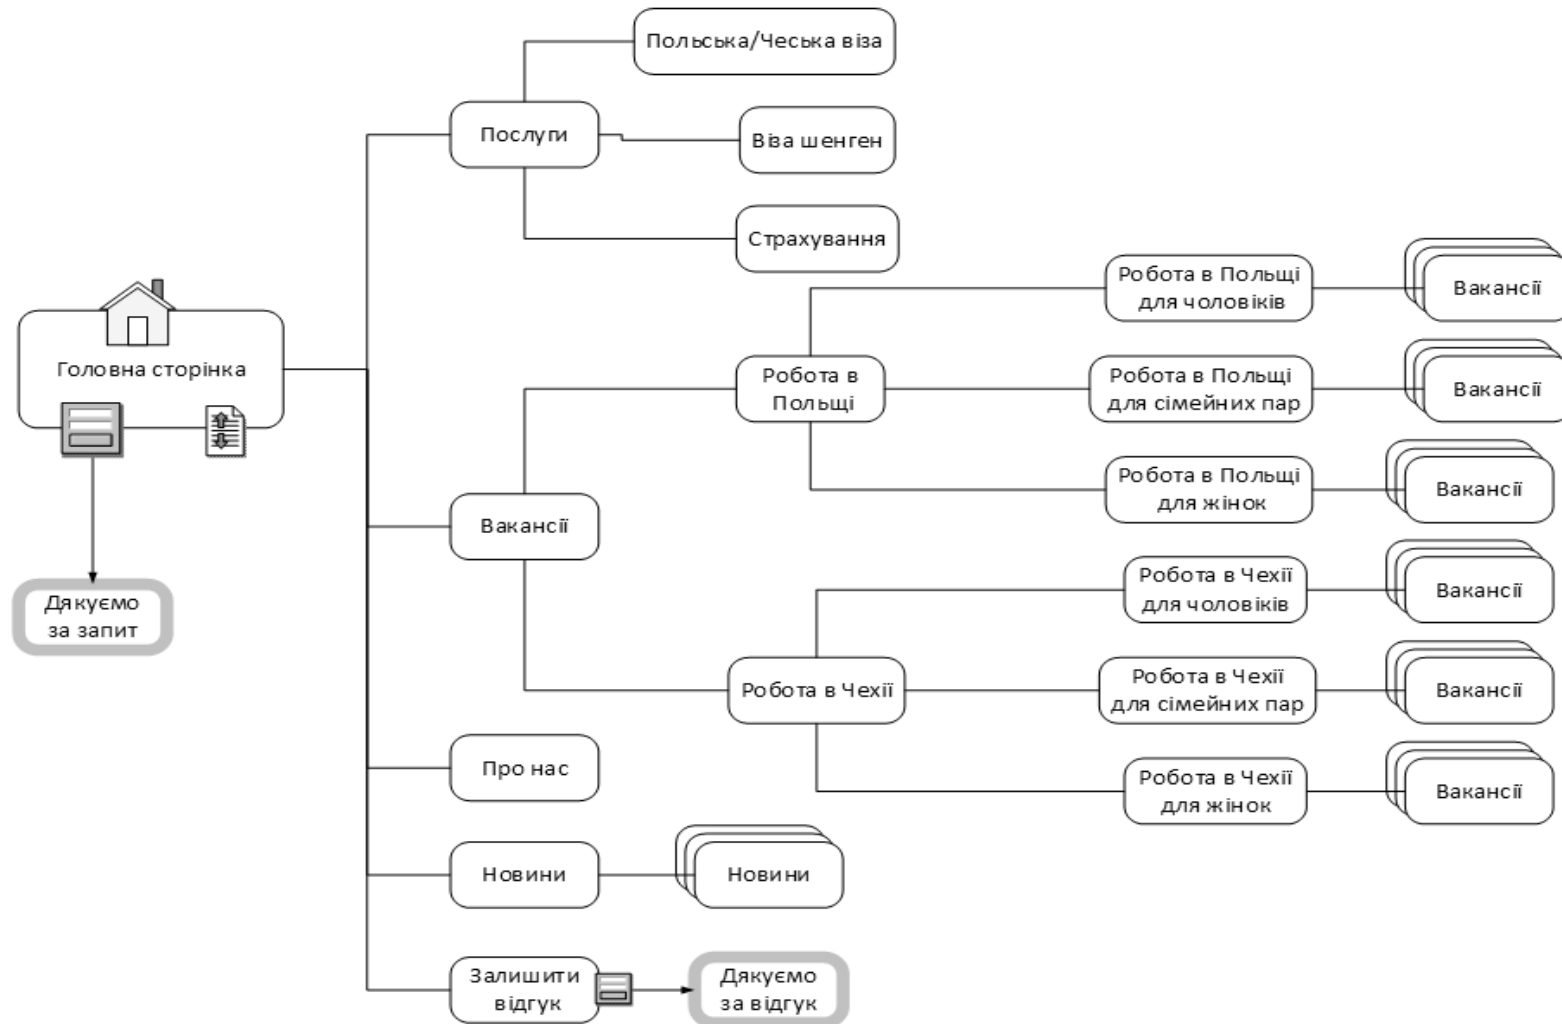 Польська/Чеська віза
Послуги
Віза шенген
Страхування
Головна сторінка
Дякуємо
за запит
Вакансії
Робота в
Польщі
Робота в Польщі
для чоловіків
Вакансії
Робота в Польщі
для сімейних пар
Вакансії
Робота в Польщі
для жінок
Вакансії
Робота в Чехії
Робота в Чехії
для чоловіків
Вакансії
Робота в Чехії
для сімейних пар
Вакансії
Робота в Чехії
для жінок
Вакансії
Про нас
Новини
Новини
Залишити
відгук
Дякуємо
за відгук